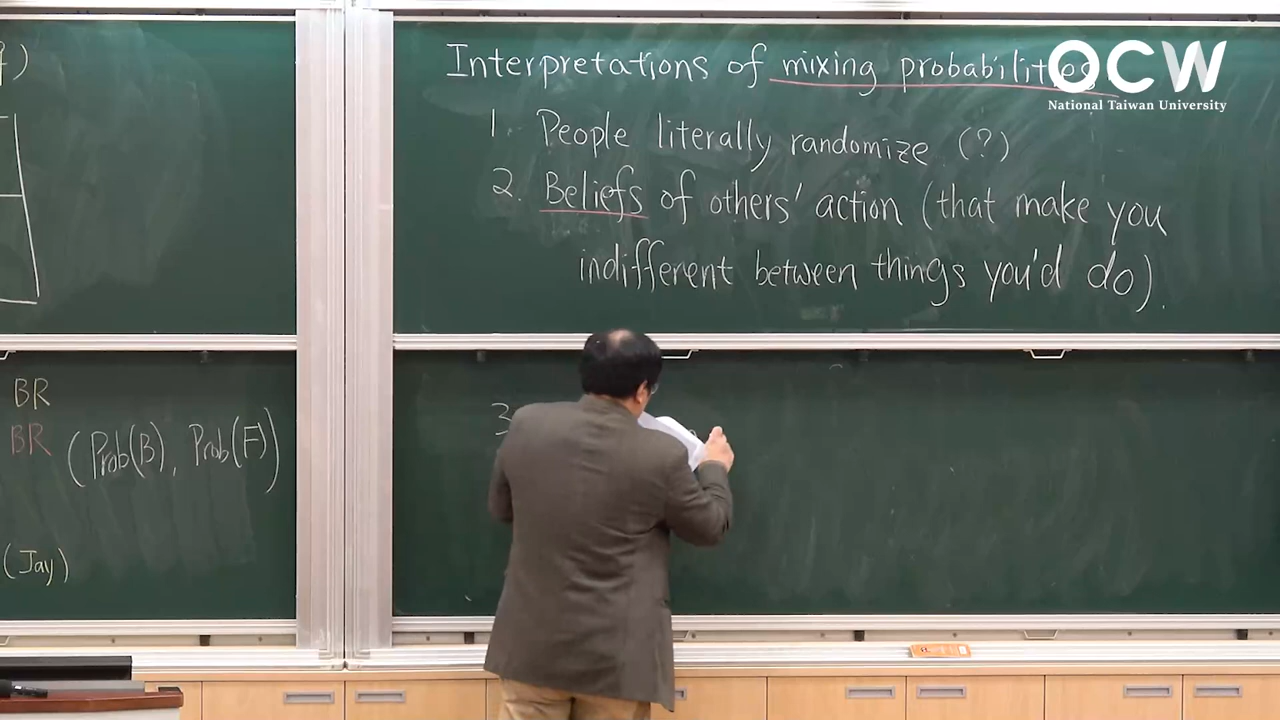 Interpretations of mixing probabilities
1. People literally randomize (?)
2. Beliefs of others' action (that make you
indifferent between things you'd do).
3
BR
BR (Prob(B), Prob(F))
(Jay)
OCW
National Taiwan University